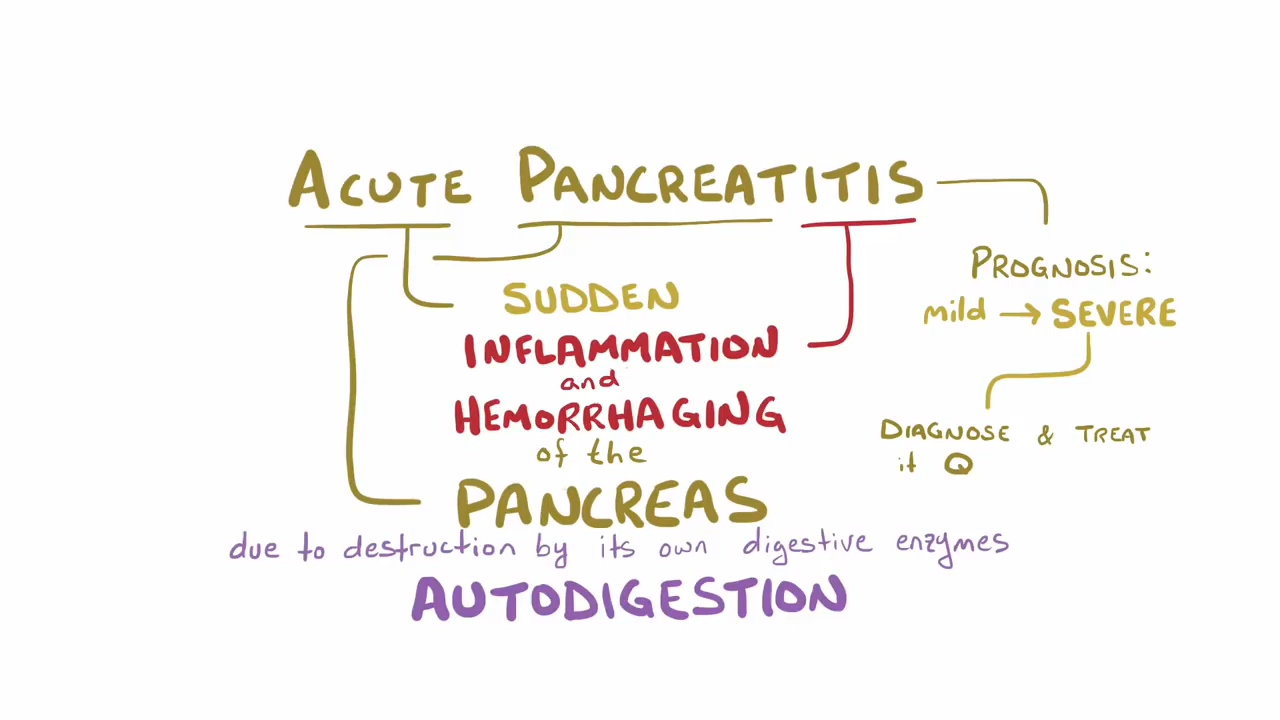 ACUTE PANCREATITIS
SUDDEN
INFLAMMATION
and
HEMORRHAGING
of the
PANCREAS
due to destruction by its own digestive enzymes
AUTODIGESTION
PROGNOSIS:
mild → SEVERE
DIAGNOSE & TREAT
it Q